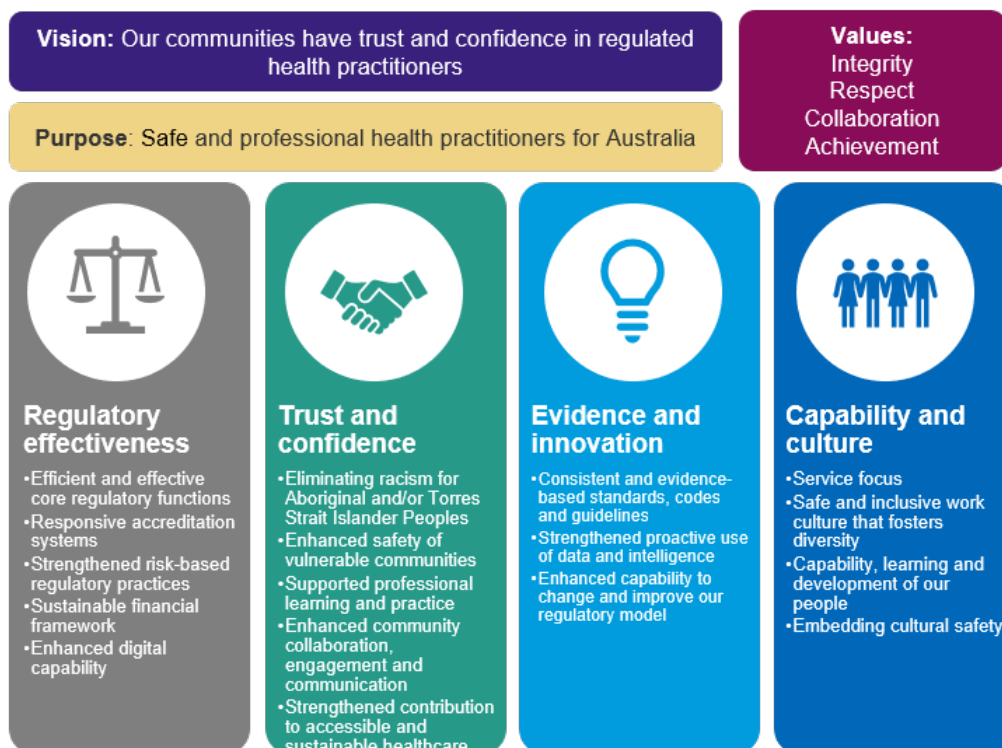 Vision: Our communities have trust and confidence in regulated
health practitioners
Values:
Integrity
Respect
Collaboration
Achievement
Purpose: Safe and professional health practitioners for Australia
Regulatory
effectiveness
•Efficient and effective
core regulatory functions
•Responsive accreditation
systems
•Strengthened risk-based
regulatory practices
•Sustainable financial
framework
•Enhanced digital
capability
Trust and
confidence
•Eliminating racism for
Aboriginal and/or Torres
Strait Islander Peoples
•Enhanced safety of
vulnerable communities
•Supported professional
learning and practice
•Enhanced community
collaboration,
engagement and
communication
•Strengthened contribution
to accessible and
sustainable healthcare
Evidence and
innovation
•Consistent and evidence-
based standards, codes
and guidelines
•Strengthened proactive use
of data and intelligence
•Enhanced capability to
change and improve our
regulatory model
Capability and
culture
•Service focus
•Safe and inclusive work
culture that fosters
diversity
•Capability, learning and
development of our
people
•Embedding cultural safety